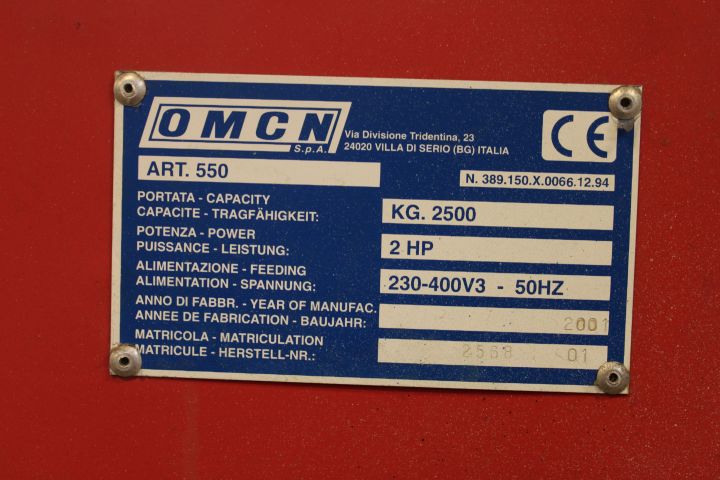 OMCN
S.p.A.
Via Divisione Tridentina, 23
24020 VILLA DI SERIO (BG) ITALIA
CE
ART. 550
N. 389.150.X.0066.12.94
PORTATA - CAPACITY
CAPACITE - TRAGFÄHIGKEIT:
KG. 2500
POTENZA - POWER
PUISSANCE - LEISTUNG:
2 HP
ALIMENTAZIONE - FEEDING
ALIMENTATION - SPANNUNG:
230-400V3 - 50HZ
ANNO DI FABBR. - YEAR OF MANUFAC.
ANNEE DE FABRICATION - BAUJAHR:
2001
MATRICOLA - MATRICULATION
MATRICULE - HERSTELL-NR.:
2568 01